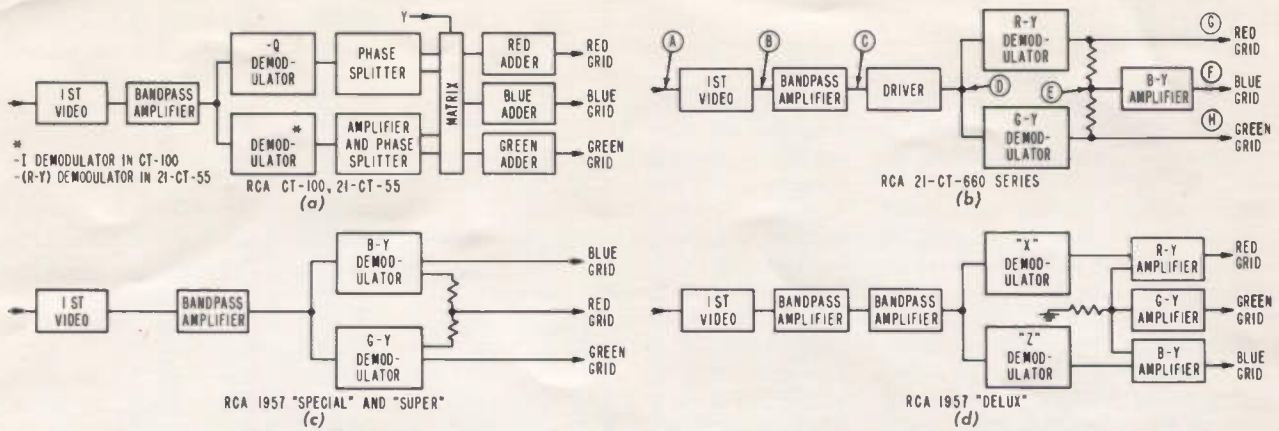 Y
-Q
DEMOD-
ULATOR
PHASE
SPLITTER
MATRIX
RED
ADDER
RED
GRID
1ST
VIDEO
BANDPASS
AMPLIFIER
BLUE
ADDER
BLUE
GRID
*
DEMOD-
ULATOR
AMPLIFIER
AND PHASE
SPLITTER
GREEN
ADDER
GREEN
GRID
*
-I DEMODULATOR IN CT-100
-(R-Y) DEMODULATOR IN 21-CT-55
RCA CT-100, 21-CT-55
(a)
A
1ST
VIDEO
B
BANDPASS
AMPLIFIER
C
DRIVER
D
R-Y
DEMOD-
ULATOR
G
RED
GRID
E
B-Y
AMPLIFIER
F
BLUE
GRID
G-Y
DEMOD-
ULATOR
H
GREEN
GRID
RCA 21-CT-660 SERIES
(b)
1ST
VIDEO
BANDPASS
AMPLIFIER
B-Y
DEMOD-
ULATOR
BLUE
GRID
RED
GRID
G-Y
DEMOD-
ULATOR
GREEN
GRID
RCA 1957 "SPECIAL" AND "SUPER"
(c)
1ST
VIDEO
BANDPASS
AMPLIFIER
BANDPASS
AMPLIFIER
"X"
DEMOD-
ULATOR
R-Y
AMPLIFIER
RED
GRID
G-Y
AMPLIFIER
GREEN
GRID
"Z"
DEMOD-
ULATOR
B-Y
AMPLIFIER
BLUE
GRID
RCA 1957 "DELUX"
(d)